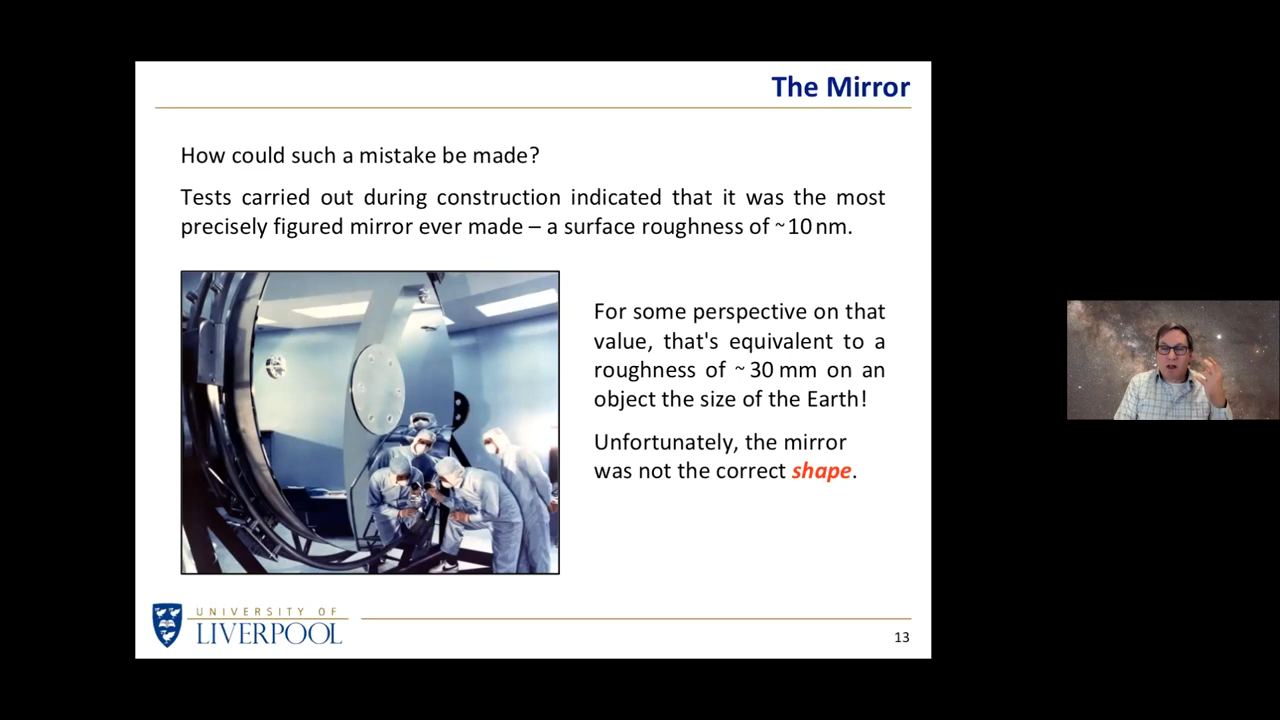 The Mirror
How could such a mistake be made?
Tests carried out during construction indicated that it was the most
precisely figured mirror ever made – a surface roughness of ~10 nm.
For some perspective on that
value, that's equivalent to a
roughness of ~ 30 mm on an
object the size of the Earth!
Unfortunately, the mirror
was not the correct shape.
UNIVERSITY OF
LIVERPOOL
13